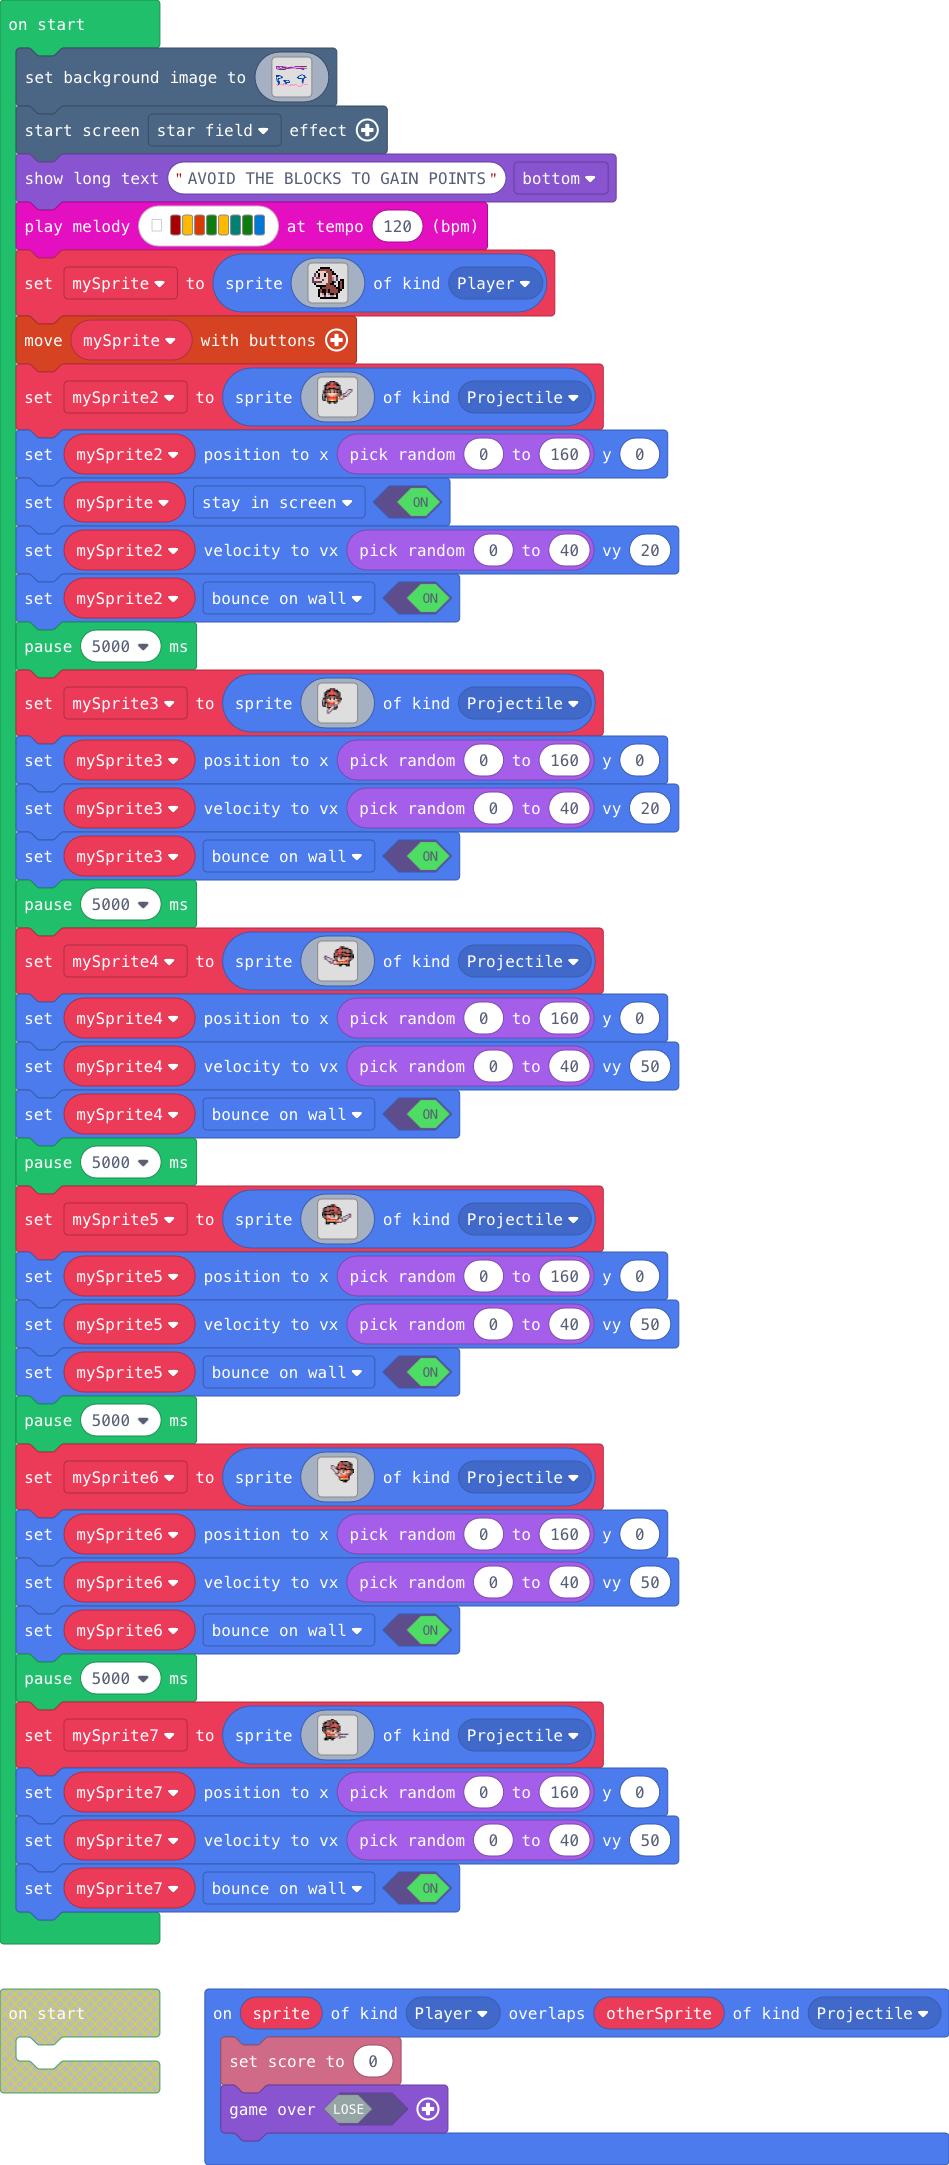 on start
set background image to
start screen star field effect
show long text "AVOID THE BLOCKS TO GAIN POINTS" bottom
play melody at tempo 120 (bpm)
set mySprite to sprite of kind Player
move mySprite with buttons
set mySprite2 to sprite of kind Projectile
set mySprite2 position to x pick random 0 to 160 y 0
set mySprite stay in screen ON
set mySprite2 velocity to vx pick random 0 to 40 vy 20
set mySprite2 bounce on wall ON
pause 5000 ms
set mySprite3 to sprite of kind Projectile
set mySprite3 position to x pick random 0 to 160 y 0
set mySprite3 velocity to vx pick random 0 to 40 vy 20
set mySprite3 bounce on wall ON
pause 5000 ms
set mySprite4 to sprite of kind Projectile
set mySprite4 position to x pick random 0 to 160 y 0
set mySprite4 velocity to vx pick random 0 to 40 vy 50
set mySprite4 bounce on wall ON
pause 5000 ms
set mySprite5 to sprite of kind Projectile
set mySprite5 position to x pick random 0 to 160 y 0
set mySprite5 velocity to vx pick random 0 to 40 vy 50
set mySprite5 bounce on wall ON
pause 5000 ms
set mySprite6 to sprite of kind Projectile
set mySprite6 position to x pick random 0 to 160 y 0
set mySprite6 velocity to vx pick random 0 to 40 vy 50
set mySprite6 bounce on wall ON
pause 5000 ms
set mySprite7 to sprite of kind Projectile
set mySprite7 position to x pick random 0 to 160 y 0
set mySprite7 velocity to vx pick random 0 to 40 vy 50
set mySprite7 bounce on wall ON
on start
on sprite of kind Player overlaps otherSprite of kind Projectile
set score to 0
game over LOSE